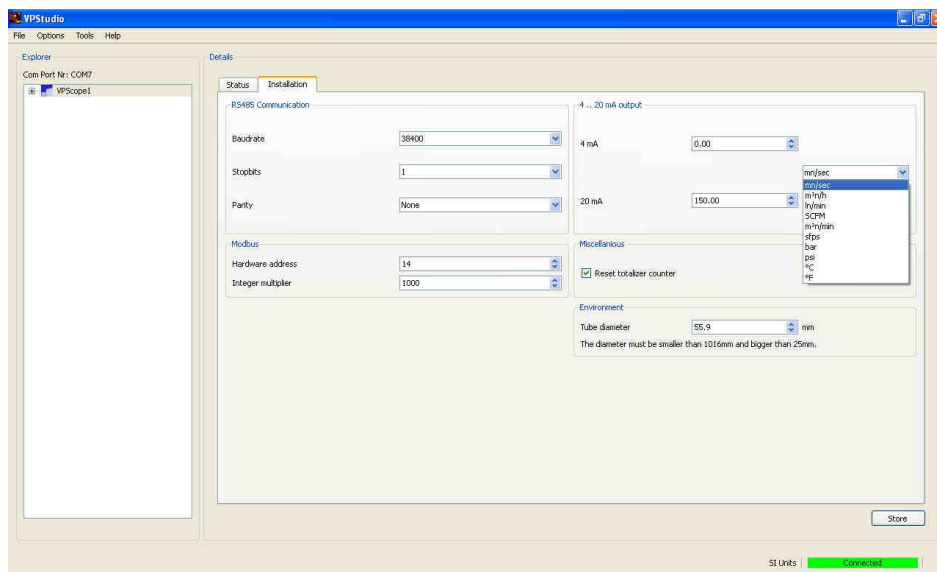 VPStudio
File Options Tools Help
Explorer
Com Port Nr: COM7
VPScope1
Details
Status Installation
RS485 Communication
Baudrate 38400
Stopbits 1
Parity None
Modbus
Hardware address 14
Integer multiplier 1000
4 .. 20 mA output
4 mA 0.00
mn/sec
20 mA 150.00
mn/sec
m³n/h
ln/min
SCFM
m³n/min
sfps
bar
psi
°C
°F
Miscellanious
Reset totalizer counter
Environment
Tube diameter 55.9 mm
The diameter must be smaller than 1016mm and bigger than 25mm.
Store
SI Units Connected